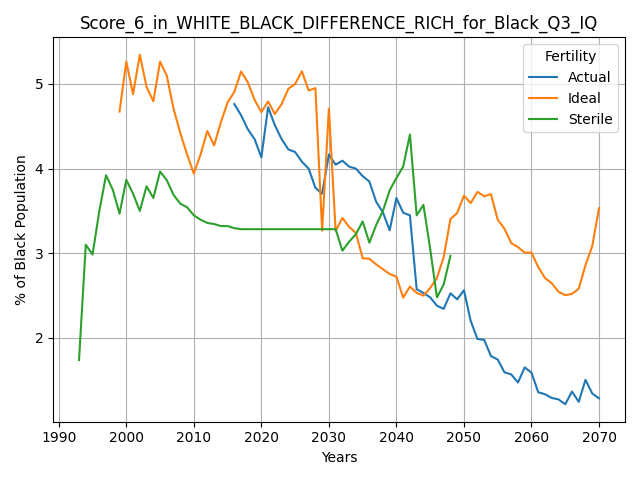 Score_6_in_WHITE_BLACK_DIFFERENCE_RICH_for_Black_Q3_IQ
Fertility
Actual
Ideal
Sterile
% of Black Population
5
4
3
2
1990 2000 2010 2020 2030 2040 2050 2060 2070
Years